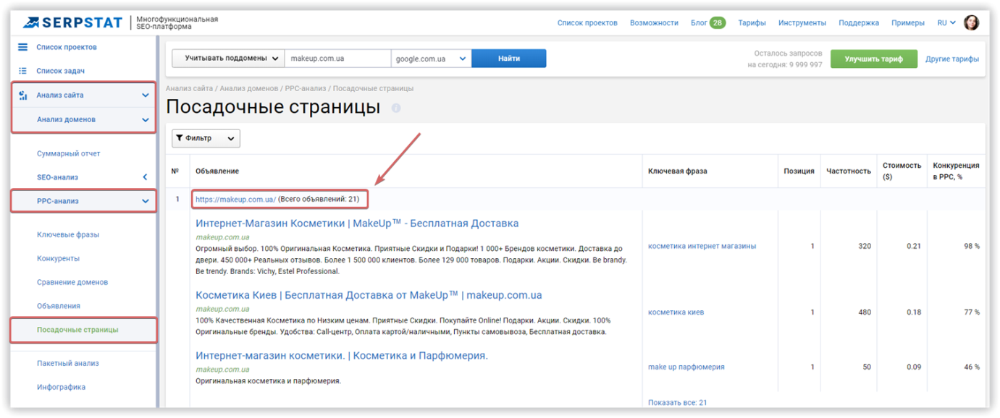 SERPSTAT
Многофункциональная
SEO-платформа
Список проектов Возможности Блог 28 Тарифы Инструменты Поддержка Примеры RU
Список проектов
Список задач
Анализ сайта
Анализ доменов
Суммарный отчет
SEO-анализ
PPC-анализ
Ключевые фразы
Конкуренты
Сравнение доменов
Объявления
Посадочные страницы
Пакетный анализ
Инфографика
Учитывать поддомены makeup.com.ua google.com.ua Найти
Осталось запросов
на сегодня: 9 999 997
Улучшить тариф Другие тарифы
Анализ сайта / Анализ доменов / PPC-анализ / Посадочные страницы
Посадочные страницы i
Фильтр
№ Объявление Ключевая фраза Позиция Частотность Стоимость ($) Конкуренция в PPC, %
1 https://makeup.com.ua/ (Всего объявлений: 21)
Интернет-Магазин Косметики | MakeUp™ - Бесплатная Доставка
makeup.com.ua
Огромный выбор. 100% Оригинальная Косметика. Приятные Скидки и Подарки! 1 000+ Брендов косметики. Доставка до
двери. 450 000+ Реальных отзывов. Более 1 500 000 клиентов. Более 129 000 товаров. Подарки. Акции. Скидки. Be brandy.
Be trendy. Brands: Vichy, Estel Professional.
косметика интернет магазины 1 320 0.21 98 %
Косметика Киев | Бесплатная Доставка от MakeUp™ | makeup.com.ua
makeup.com.ua
100% Качественная Косметика по Низким ценам. Приятные Скидки. Покупайте Online! Подарки. Акции. Скидки. 100%
Оригинальные бренды. Удобства: Call-центр, Оплата картой/наличными, Пункты самовывоза, Бесплатная доставка.
косметика киев 1 480 0.18 77 %
Интернет-магазин косметики. | Косметика и Парфюмерия.
makeup.com.ua
Оригинальная косметика и парфюмерия.
make up парфюмерия 1 50 0.09 46 %
Показать все: 21